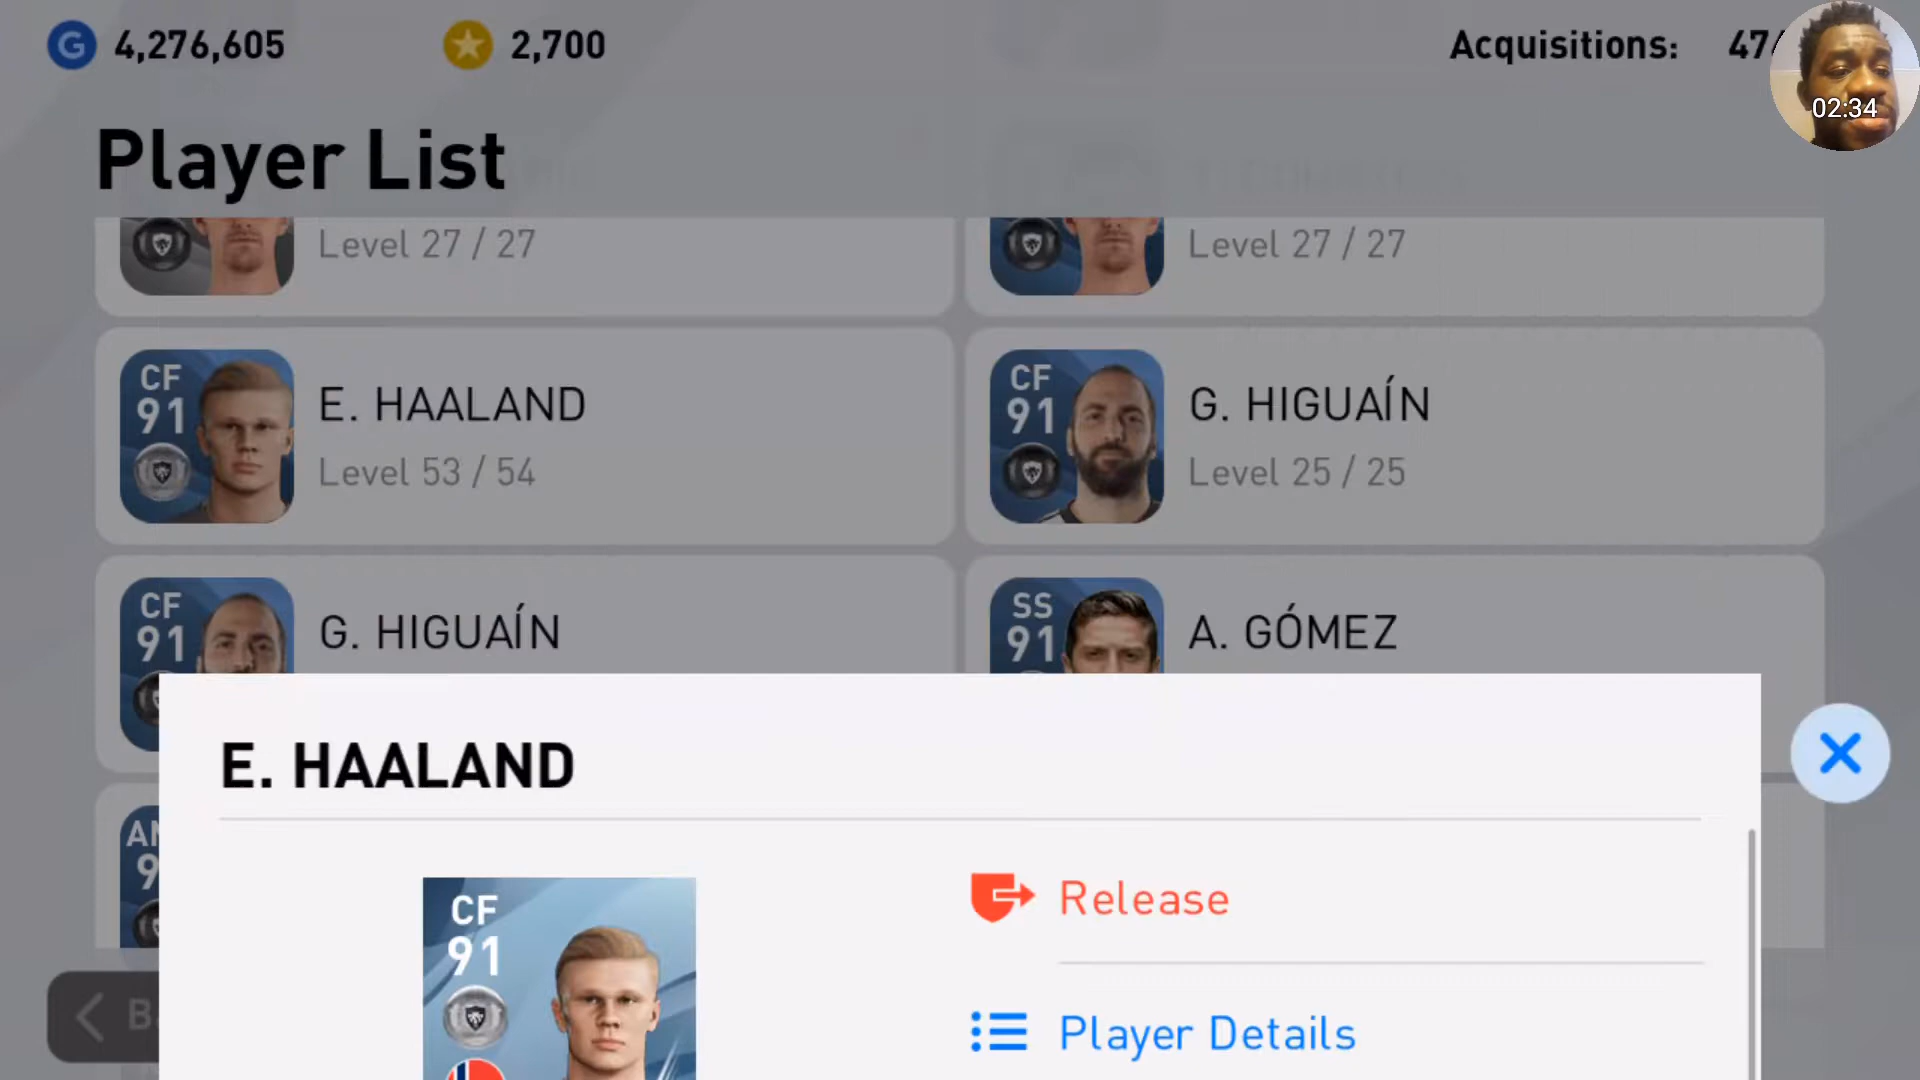 G 4,276,605
2,700
Acquisitions: 47/
02:34
Player List
Level 27 / 27
Level 27 / 27
CF
91
E. HAALAND
Level 53 / 54
CF
91
G. HIGUAÍN
Level 25 / 25
CF
91
G. HIGUAÍN
SS
91
A. GÓMEZ
E. HAALAND
CF
91
Release
Player Details